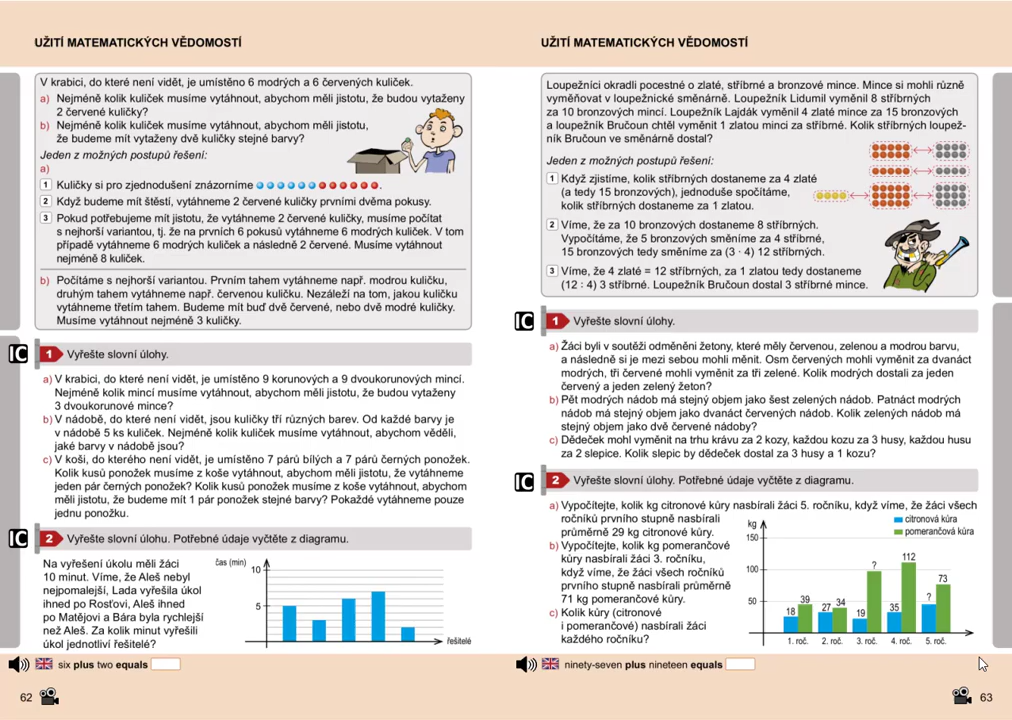 UŽITÍ MATEMATICKÝCH VĚDOMOSTÍ
V krabici, do které není vidět, je umístěno 6 modrých a 6 červených kuliček.
a) Nejméně kolik kuliček musíme vytáhnout, abychom měli jistotu, že budou vytaženy
2 červené kuličky?
b) Nejméně kolik kuliček musíme vytáhnout, abychom měli jistotu,
že budeme mít vytaženy dvě kuličky stejné barvy?
Jeden z možných postupů řešení:
a)
1 Kuličky si pro zjednodušení znázorníme .
2 Když budeme mít štěstí, vytáhneme 2 červené kuličky prvními dvěma pokusy.
3 Pokud potřebujeme mít jistotu, že vytáhneme 2 červené kuličky, musíme počítat
s nejhorší variantou, tj. že na prvních 6 pokusů vytáhneme 6 modrých kuliček. V tom
případě vytáhneme 6 modrých kuliček a následně 2 červené. Musíme vytáhnout
nejméně 8 kuliček.
b) Počítáme s nejhorší variantou. Prvním tahem vytáhneme např. modrou kuličku,
druhým tahem vytáhneme např. červenou kuličku. Nezáleží na tom, jakou kuličku
vytáhneme třetím tahem. Budeme mít buď dvě červené, nebo dvě modré kuličky.
Musíme vytáhnout nejméně 3 kuličky.
IC 1 Vyřešte slovní úlohy.
a) V krabici, do které není vidět, je umístěno 9 korunových a 9 dvoukorunových mincí.
Nejméně kolik mincí musíme vytáhnout, abychom měli jistotu, že budou vytaženy
3 dvoukorunové mince?
b) V nádobě, do které není vidět, jsou kuličky tří různých barev. Od každé barvy je
v nádobě 5 ks kuliček. Nejméně kolik kuliček musíme vytáhnout, abychom věděli,
jaké barvy v nádobě jsou?
c) V koši, do kterého není vidět, je umístěno 7 párů bílých a 7 párů černých ponožek.
Kolik kusů ponožek musíme z koše vytáhnout, abychom měli jistotu, že vytáhneme
jeden pár černých ponožek? Kolik kusů ponožek musíme z koše vytáhnout, abychom
měli jistotu, že budeme mít 1 pár ponožek stejné barvy? Pokaždé vytáhneme pouze
jednu ponožku.
IC 2 Vyřešte slovní úlohu. Potřebné údaje vyčtěte z diagramu.
Na vyřešení úkolu měli žáci
10 minut. Víme, že Aleš nebyl
nejpomalejší, Lada vyřešila úkol
ihned po Rosťovi, Aleš ihned
po Matějovi a Bára byla rychlejší
než Aleš. Za kolik minut vyřešili
úkol jednotliví řešitelé?
čas (min)
10
5
řešitelé
six plus two equals
62
UŽITÍ MATEMATICKÝCH VĚDOMOSTÍ
Loupežníci okradli pocestné o zlaté, stříbrné a bronzové mince. Mince si mohli různě
vyměňovat v loupežnické směnárně. Loupežník Lidumil vyměnil 8 stříbrných
za 10 bronzových mincí. Loupežník Lajdák vyměnil 4 zlaté mince za 15 bronzových
a loupežník Bručoun chtěl vyměnit 1 zlatou minci za stříbrné. Kolik stříbrných loupež-
ník Bručoun ve směnárně dostal?
Jeden z možných postupů řešení:
1 Když zjistíme, kolik stříbrných dostaneme za 4 zlaté
(a tedy 15 bronzových), jednoduše spočítáme,
kolik stříbrných dostaneme za 1 zlatou.
2 Víme, že za 10 bronzových dostaneme 8 stříbrných.
Vypočítáme, že 5 bronzových směníme za 4 stříbrné,
15 bronzových tedy směníme za (3 · 4) 12 stříbrných.
3 Víme, že 4 zlaté = 12 stříbrných, za 1 zlatou tedy dostaneme
(12 : 4) 3 stříbrné. Loupežník Bručoun dostal 3 stříbrné mince.
IC 1 Vyřešte slovní úlohy.
a) Žáci byli v soutěži odměněni žetony, které měly červenou, zelenou a modrou barvu,
a následně si je mezi sebou mohli měnit. Osm červených mohli vyměnit za dvanáct
modrých, tři červené mohli vyměnit za tři zelené. Kolik modrých dostali za jeden
červený a jeden zelený žeton?
b) Pět modrých nádob má stejný objem jako šest zelených nádob. Patnáct modrých
nádob má stejný objem jako dvanáct červených nádob. Kolik zelených nádob má
stejný objem jako dvě červené nádoby?
c) Dědeček mohl vyměnit na trhu krávu za 2 kozy, každou kozu za 3 husy, každou husu
za 2 slepice. Kolik slepic by dědeček dostal za 3 husy a 1 kozu?
IC 2 Vyřešte slovní úlohy. Potřebné údaje vyčtěte z diagramu.
a) Vypočítejte, kolik kg citronové kůry nasbírali žáci 5. ročníku, když víme, že žáci všech
ročníků prvního stupně nasbírali
průměrně 29 kg citronové kůry.
b) Vypočítejte, kolik kg pomerančové
kůry nasbírali žáci 3. ročníku,
když víme, že žáci všech ročníků
prvního stupně nasbírali průměrně
71 kg pomerančové kůry.
c) Kolik kůry (citronové
i pomerančové) nasbírali žáci
každého ročníku?
kg
150
100
50
citronová kůra
pomerančová kůra
18 39 27 34 19 ? 35 112 ? 73
1. roč. 2. roč. 3. roč. 4. roč. 5. roč.
ninety-seven plus nineteen equals
63